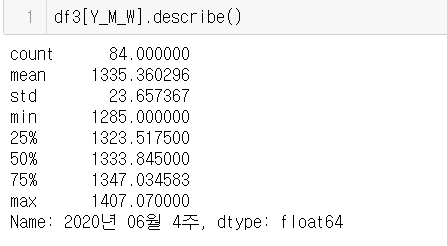 1 df3[Y_M_W].describe()
count 84.000000
mean 1335.360296
std 23.657367
min 1285.000000
25% 1323.517500
50% 1333.845000
75% 1347.034583
max 1407.070000
Name: 2020년 06월 4주, dtype: float64